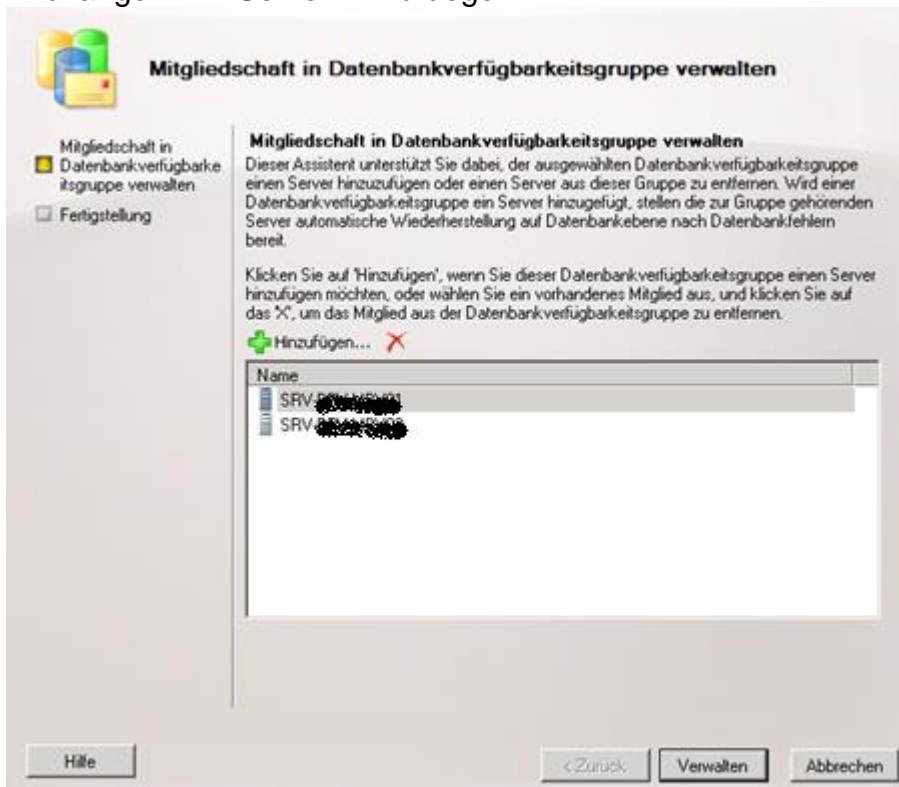 Mitgliedschaft in Datenbankverfügbarkeitsgruppe verwalten
Mitgliedschaft in
Datenbankverfügbarke
itsgruppe verwalten
Fertigstellung
Mitgliedschaft in Datenbankverfügbarkeitsgruppe verwalten
Dieser Assistent unterstützt Sie dabei, der ausgewählten Datenbankverfügbarkeitsgruppe
einen Server hinzuzufügen oder einen Server aus dieser Gruppe zu entfernen. Wird einer
Datenbankverfügbarkeitsgruppe ein Server hinzugefügt, stellen die zur Gruppe gehörenden
Server automatische Wiederherstellung auf Datenbankebene nach Datenbankfehlern
bereit.
Klicken Sie auf 'Hinzufügen', wenn Sie dieser Datenbankverfügbarkeitsgruppe einen Server
hinzufügen möchten, oder wählen Sie ein vorhandenes Mitglied aus, und klicken Sie auf
das 'X', um das Mitglied aus der Datenbankverfügbarkeitsgruppe zu entfernen.
Hinzufügen...
Name
SRV-
SRV-
Hilfe
< Zurück
Verwalten
Abbrechen